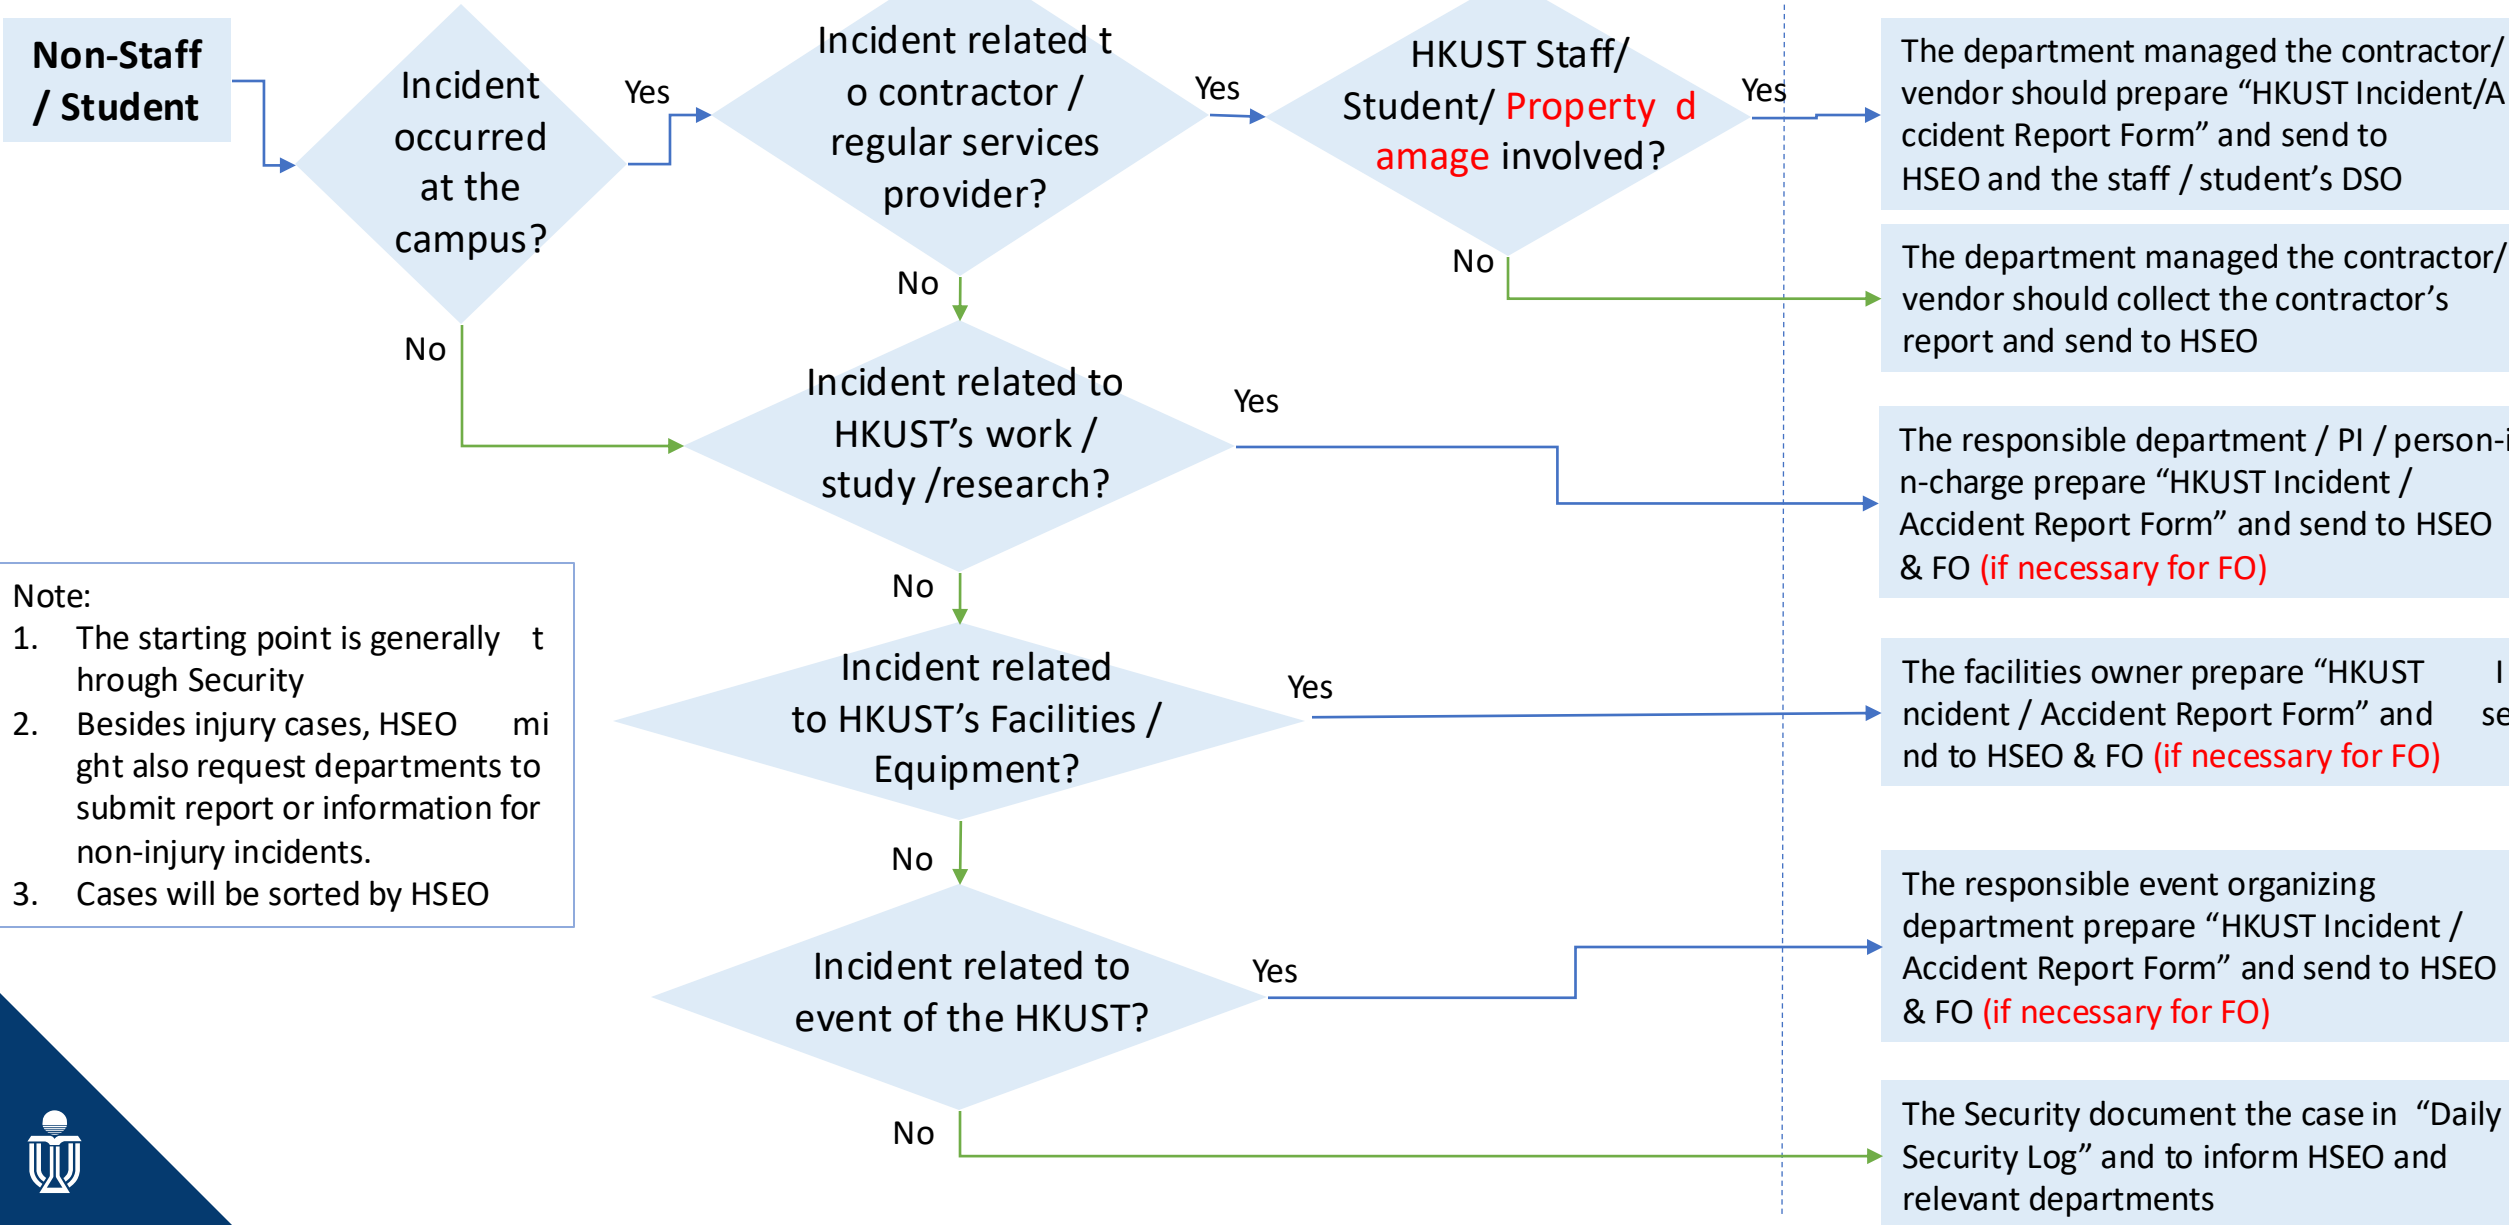 Non-Staff
/ Student
Incident
occurred
at the
campus?
Yes
No
Incident related t
o contractor /
regular services
provider?
Yes
No
HKUST Staff/
Student/ Property d
amage involved?
Yes
No
The department managed the contractor/
vendor should prepare “HKUST Incident/A
ccident Report Form” and send to
HSEO and the staff / student’s DSO
The department managed the contractor/
vendor should collect the contractor’s
report and send to HSEO
Incident related to
HKUST’s work /
study /research?
Yes
No
The responsible department / PI / person-i
n-charge prepare “HKUST Incident /
Accident Report Form” and send to HSEO
& FO (if necessary for FO)
Note:
1. The starting point is generally t
hrough Security
2. Besides injury cases, HSEO mi
ght also request departments to
submit report or information for
non-injury incidents.
3. Cases will be sorted by HSEO
Incident related
to HKUST’s Facilities /
Equipment?
Yes
No
The facilities owner prepare “HKUST I
ncident / Accident Report Form” and se
nd to HSEO & FO (if necessary for FO)
Incident related to
event of the HKUST?
Yes
No
The responsible event organizing
department prepare “HKUST Incident /
Accident Report Form” and send to HSEO
& FO (if necessary for FO)
The Security document the case in “Daily
Security Log” and to inform HSEO and
relevant departments